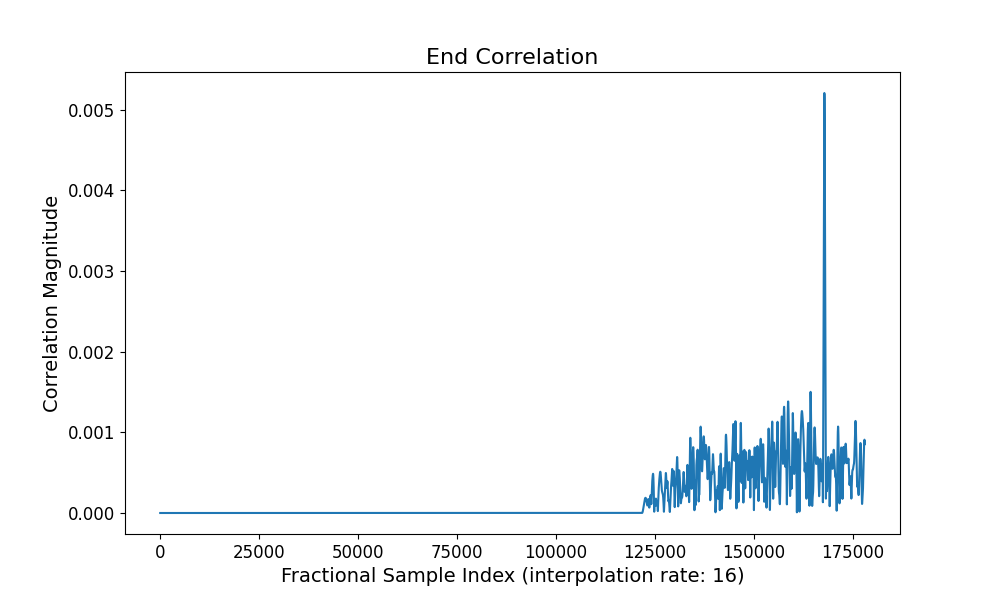 End Correlation
0.005
0.004
0.003
0.002
0.001
0.000
Correlation Magnitude
0 25000 50000 75000 100000 125000 150000 175000
Fractional Sample Index (interpolation rate: 16)